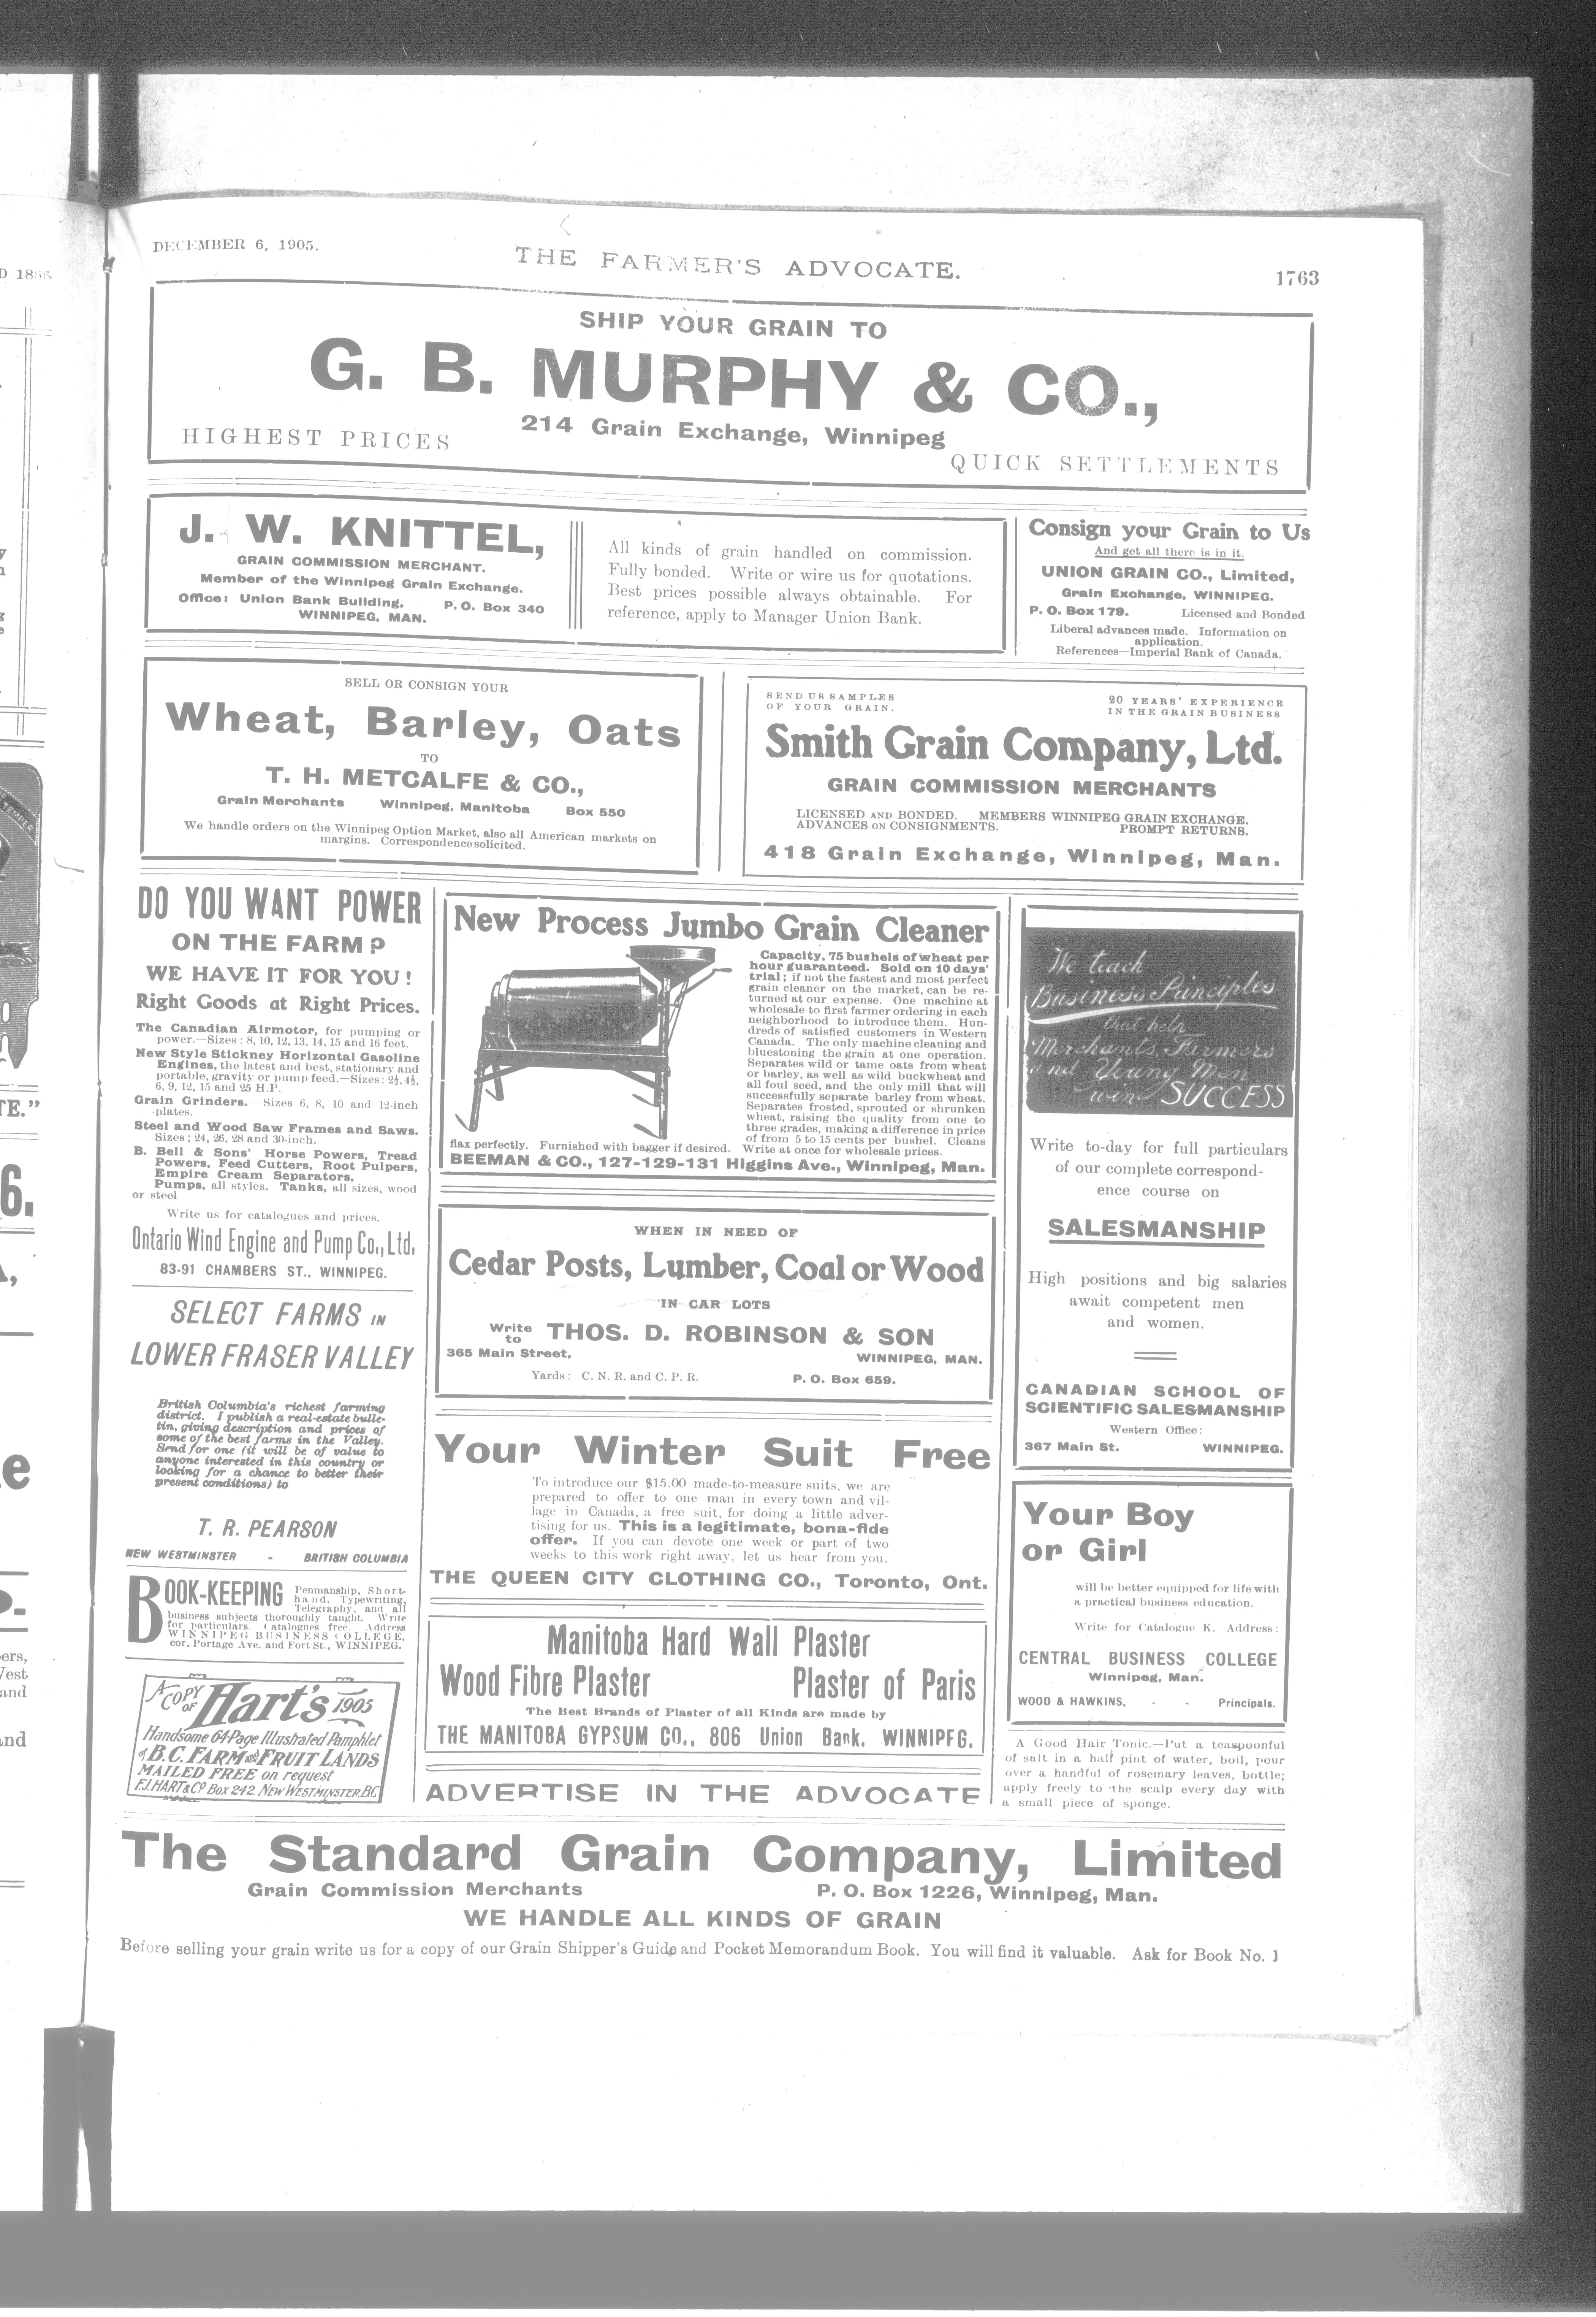 DECEMBER 6, 1905.
THE FARMER'S ADVOCATE.
1763
SHIP YOUR GRAIN TO
G. B. MURPHY & CO.,
214 Grain Exchange, Winnipeg
HIGHEST PRICES
QUICK SETTLEMENTS
J. W. KNITTEL,
GRAIN COMMISSION MERCHANT.
Member of the Winnipeg Grain Exchange.
Office: Union Bank Building. P. O. Box 340
WINNIPEG, MAN.
All kinds of grain handled on commission.
Fully bonded. Write or wire us for quotations.
Best prices possible always obtainable. For
reference, apply to Manager Union Bank.
Consign your Grain to Us
And get all there is in it.
UNION GRAIN CO., Limited,
Grain Exchange, WINNIPEG.
P. O. Box 179. Licensed and Bonded
Liberal advances made. Information on
application.
References—Imperial Bank of Canada.
SELL OR CONSIGN YOUR
Wheat, Barley, Oats
TO
T. H. METCALFE & CO.,
Grain Merchants Winnipeg, Manitoba Box 550
We handle orders on the Winnipeg Option Market, also all American markets on
margins. Correspondence solicited.
SEND US SAMPLES
OF YOUR GRAIN.
20 YEARS' EXPERIENCE
IN THE GRAIN BUSINESS
Smith Grain Company, Ltd.
GRAIN COMMISSION MERCHANTS
LICENSED AND BONDED. MEMBERS WINNIPEG GRAIN EXCHANGE.
ADVANCES ON CONSIGNMENTS. PROMPT RETURNS.
418 Grain Exchange, Winnipeg, Man.
DO YOU WANT POWER
ON THE FARM?
WE HAVE IT FOR YOU!
Right Goods at Right Prices.
The Canadian Airmotor, for pumping or
power.—Sizes: 8, 10, 12, 13, 14, 15 and 16 feet.
New Style Stickney Horizontal Gasoline
Engines, the latest and best, stationary and
portable, gravity or pump feed.—Sizes: 2½, 4½,
6, 9, 12, 15 and 25 H.P.
Grain Grinders.—Sizes 6, 8, 10 and 12-inch
plates.
Steel and Wood Saw Frames and Saws.
Sizes; 24, 26, 28 and 30-inch.
B. Bell & Sons' Horse Powers, Tread
Powers, Feed Cutters, Root Pulpers,
Empire Cream Separators,
Pumps, all styles. Tanks, all sizes, wood
or steel
Write us for catalogues and prices.
Ontario Wind Engine and Pump Co., Ltd.
83-91 CHAMBERS ST., WINNIPEG.
SELECT FARMS IN
LOWER FRASER VALLEY
British Columbia's richest farming
district. I publish a real-estate bulle-
tin, giving description and prices of
some of the best farms in the Valley.
Send for one (it will be of value to
anyone interested in this country or
looking for a chance to better their
present conditions) to
T. R. PEARSON
NEW WESTMINSTER - BRITISH COLUMBIA
BOOK-KEEPING Penmanship, Short-
hand, Typewriting,
Telegraphy, and all
business subjects thoroughly taught. Write
for particulars. Catalogues free. Address
WINNIPEG BUSINESS COLLEGE,
cor. Portage Ave. and Fort St., WINNIPEG.
A COPY OF Hart's 1905
Handsome 64-Page Illustrated Pamphlet
of B.C. FARM and FRUIT LANDS
MAILED FREE on request
F.J. HART & Co. Box 242. NEW WESTMINSTER, B.C.
New Process Jumbo Grain Cleaner
Capacity, 75 bushels of wheat per
hour guaranteed. Sold on 10 days'
trial; if not the fastest and most perfect
grain cleaner on the market, can be re-
turned at our expense. One machine at
wholesale to first farmer ordering in each
neighborhood to introduce them. Hun-
dreds of satisfied customers in Western
Canada. The only machine cleaning and
bluestoning the grain at one operation.
Separates wild or tame oats from wheat
or barley, as well as wild buckwheat and
all foul seed, and the only mill that will
successfully separate barley from wheat.
Separates frosted, sprouted or shrunken
wheat, raising the quality from one to
three grades, making a difference in price
of from 5 to 15 cents per bushel. Cleans
flax perfectly. Furnished with bagger if desired. Write at once for wholesale prices.
BEEMAN & CO., 127-129-131 Higgins Ave., Winnipeg, Man.
WHEN IN NEED OF
Cedar Posts, Lumber, Coal or Wood
IN CAR LOTS
Write to THOS. D. ROBINSON & SON
365 Main Street, WINNIPEG, MAN.
Yards: C. N. R. and C. P. R. P. O. Box 659.
Your Winter Suit Free
To introduce our $15.00 made-to-measure suits, we are
prepared to offer to one man in every town and vil-
lage in Canada, a free suit, for doing a little adver-
tising for us. This is a legitimate, bona-fide
offer. If you can devote one week or part of two
weeks to this work right away, let us hear from you.
THE QUEEN CITY CLOTHING CO., Toronto, Ont.
Manitoba Hard Wall Plaster
Wood Fibre Plaster Plaster of Paris
The Best Brands of Plaster of all Kinds are made by
THE MANITOBA GYPSUM CO., 806 Union Bank, WINNIPEG.
ADVERTISE IN THE ADVOCATE
We teach
Business Principles
that help
Merchants, Farmers
and Young Men
win SUCCESS
Write to-day for full particulars
of our complete correspond-
ence course on
SALESMANSHIP
High positions and big salaries
await competent men
and women.
CANADIAN SCHOOL OF
SCIENTIFIC SALESMANSHIP
Western Office:
367 Main St. WINNIPEG.
Your Boy
or Girl
will be better equipped for life with
a practical business education.
Write for Catalogue K. Address:
CENTRAL BUSINESS COLLEGE
Winnipeg, Man.
WOOD & HAWKINS, - - Principals.
A Good Hair Tonic.—Put a teaspoonful
of salt in a half pint of water, boil, pour
over a handful of rosemary leaves, bottle;
apply freely to the scalp every day with
a small piece of sponge.
The Standard Grain Company, Limited
Grain Commission Merchants P. O. Box 1226, Winnipeg, Man.
WE HANDLE ALL KINDS OF GRAIN
Before selling your grain write us for a copy of our Grain Shipper's Guide and Pocket Memorandum Book. You will find it valuable. Ask for Book No. 1